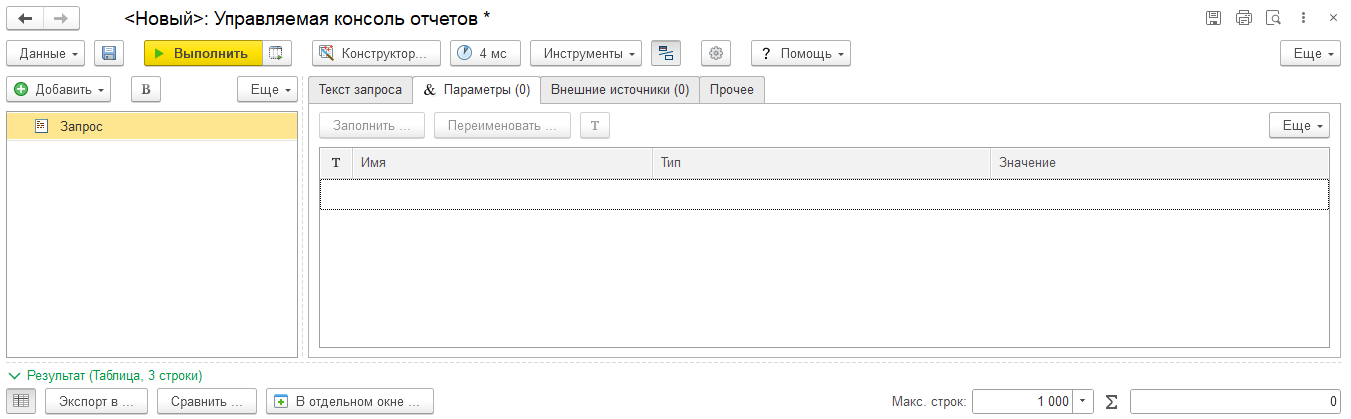 <Новый>: Управляемая консоль отчетов *
Данные Выполнить Конструктор... 4 мс Инструменты ? Помощь Еще
Добавить В Еще
Текст запроса & Параметры (0) Внешние источники (0) Прочее
Запрос
Заполнить ... Переименовать ... Т Еще
Т Имя Тип Значение
Результат (Таблица, 3 строки)
Экспорт в ... Сравнить ... В отдельном окне ... Макс. строк: 1 000 Σ 0